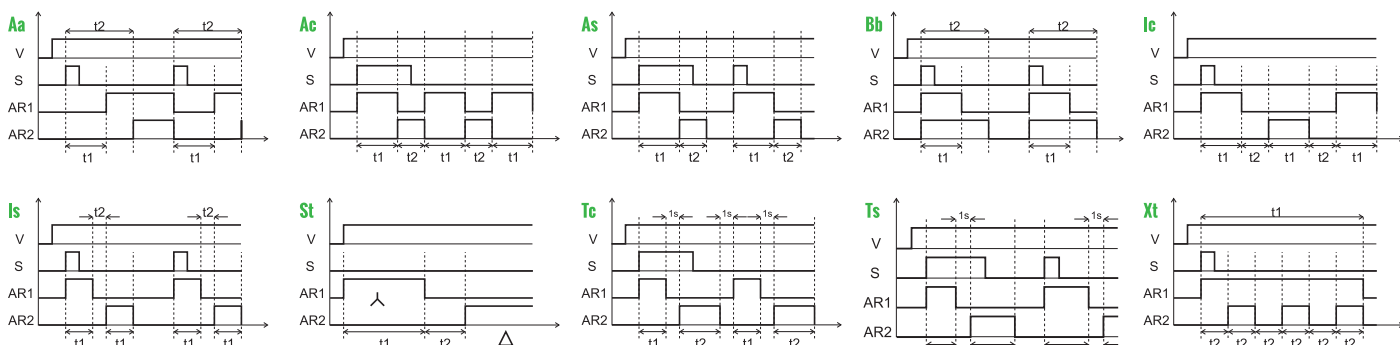 Aa
t2 t2
V
S
AR1
AR2
t1 t1
Ac
V
S
AR1
AR2
t1 t2 t1 t2 t1
As
V
S
AR1
AR2
t1 t2 t1 t2
Bb
t2 t2
V
S
AR1
AR2
t1 t1
Ic
V
S
AR1
AR2
t1 t2 t1 t2 t1
Is
t2 t2
V
S
AR1
AR2
t1 t1 t1 t1
St
V
S
AR1
AR2
t1 t2
Tc
1s 1s 1s
V
S
AR1
AR2
t1 t2 t1 t2
Ts
1s 1s
V
S
AR1
AR2
Xt
t1
V
S
AR1
AR2
t2 t2 t2 t2 t2 t2